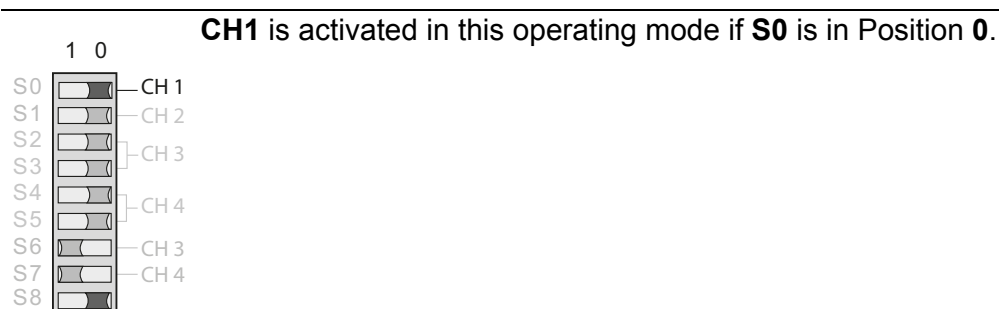 CH1 is activated in this operating mode if S0 is in Position 0.
1 0
S0 CH 1
S1 CH 2
S2
CH 3
S3
S4
CH 4
S5
S6 CH 3
S7 CH 4
S8